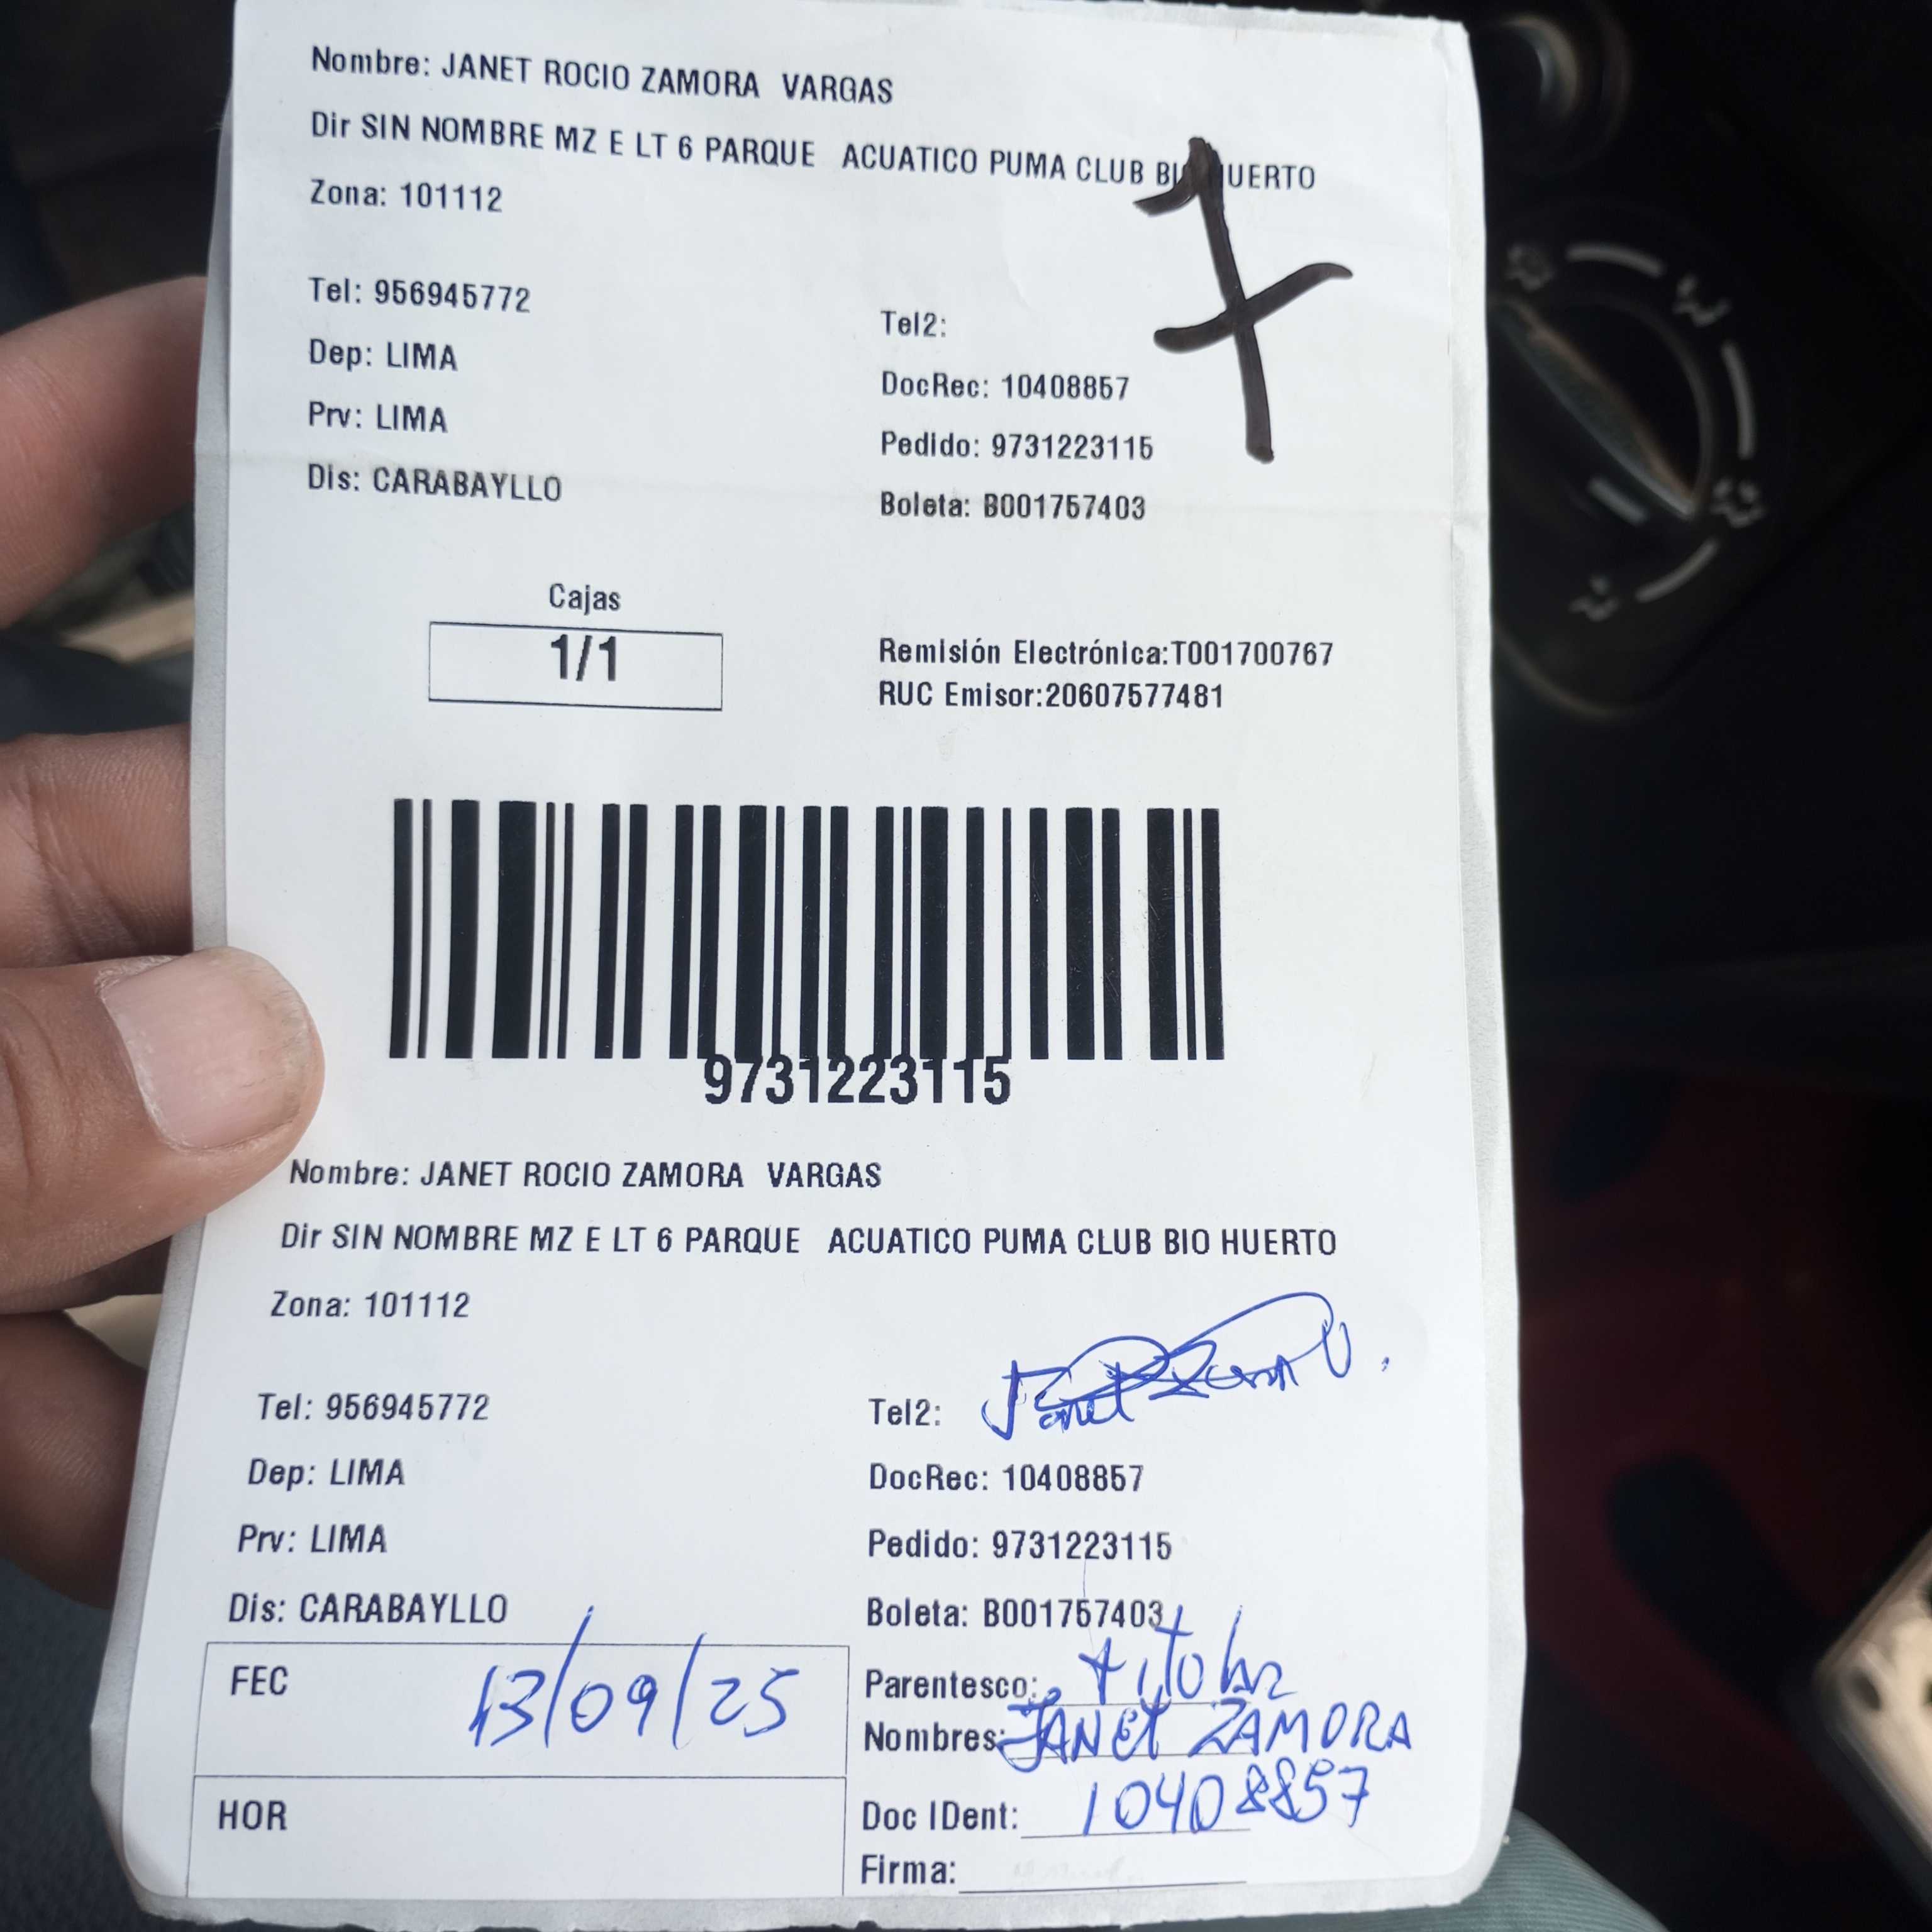 Nombre: JANET ROCIO ZAMORA VARGAS
Dir SIN NOMBRE MZ E LT 6 PARQUE ACUATICO PUMA CLUB BIO HUERTO
Zona: 101112
Tel: 956945772
Tel2:
Dep: LIMA
DocRec: 10408857
Prv: LIMA
Pedido: 9731223115
Dis: CARABAYLLO
Boleta: B001757403
Cajas
1/1
Remisión Electrónica:T001700767
RUC Emisor:20607577481
9731223115
Nombre: JANET ROCIO ZAMORA VARGAS
Dir SIN NOMBRE MZ E LT 6 PARQUE ACUATICO PUMA CLUB BIO HUERTO
Zona: 101112
Tel: 956945772
Tel2:
Dep: LIMA
DocRec: 10408857
Prv: LIMA
Pedido: 9731223115
Dis: CARABAYLLO
Boleta: B001757403
FEC 13/09/25
Parentesco: titular
Nombres: JANET ZAMORA
HOR
Doc IDent: 10408857
Firma: